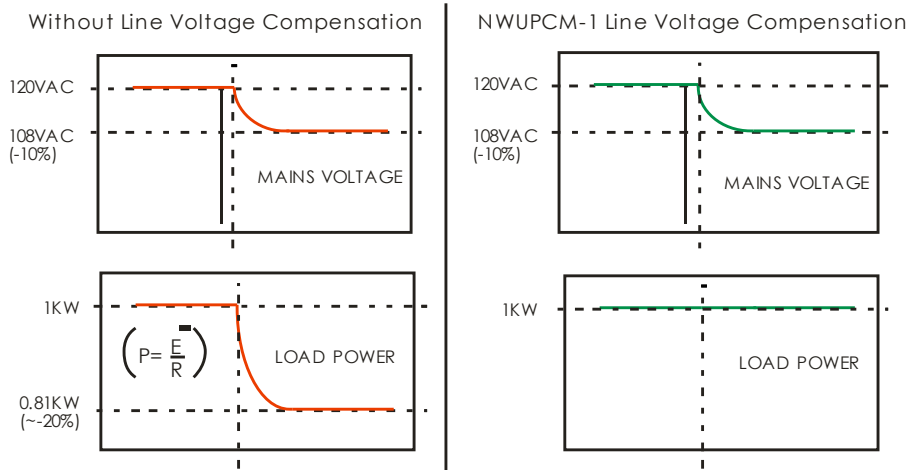 Without Line Voltage Compensation
120VAC
108VAC
(-10%)
MAINS VOLTAGE
1KW
(P= E/R)
LOAD POWER
0.81KW
(~-20%)
NWUPCM-1 Line Voltage Compensation
120VAC
108VAC
(-10%)
MAINS VOLTAGE
1KW
LOAD POWER